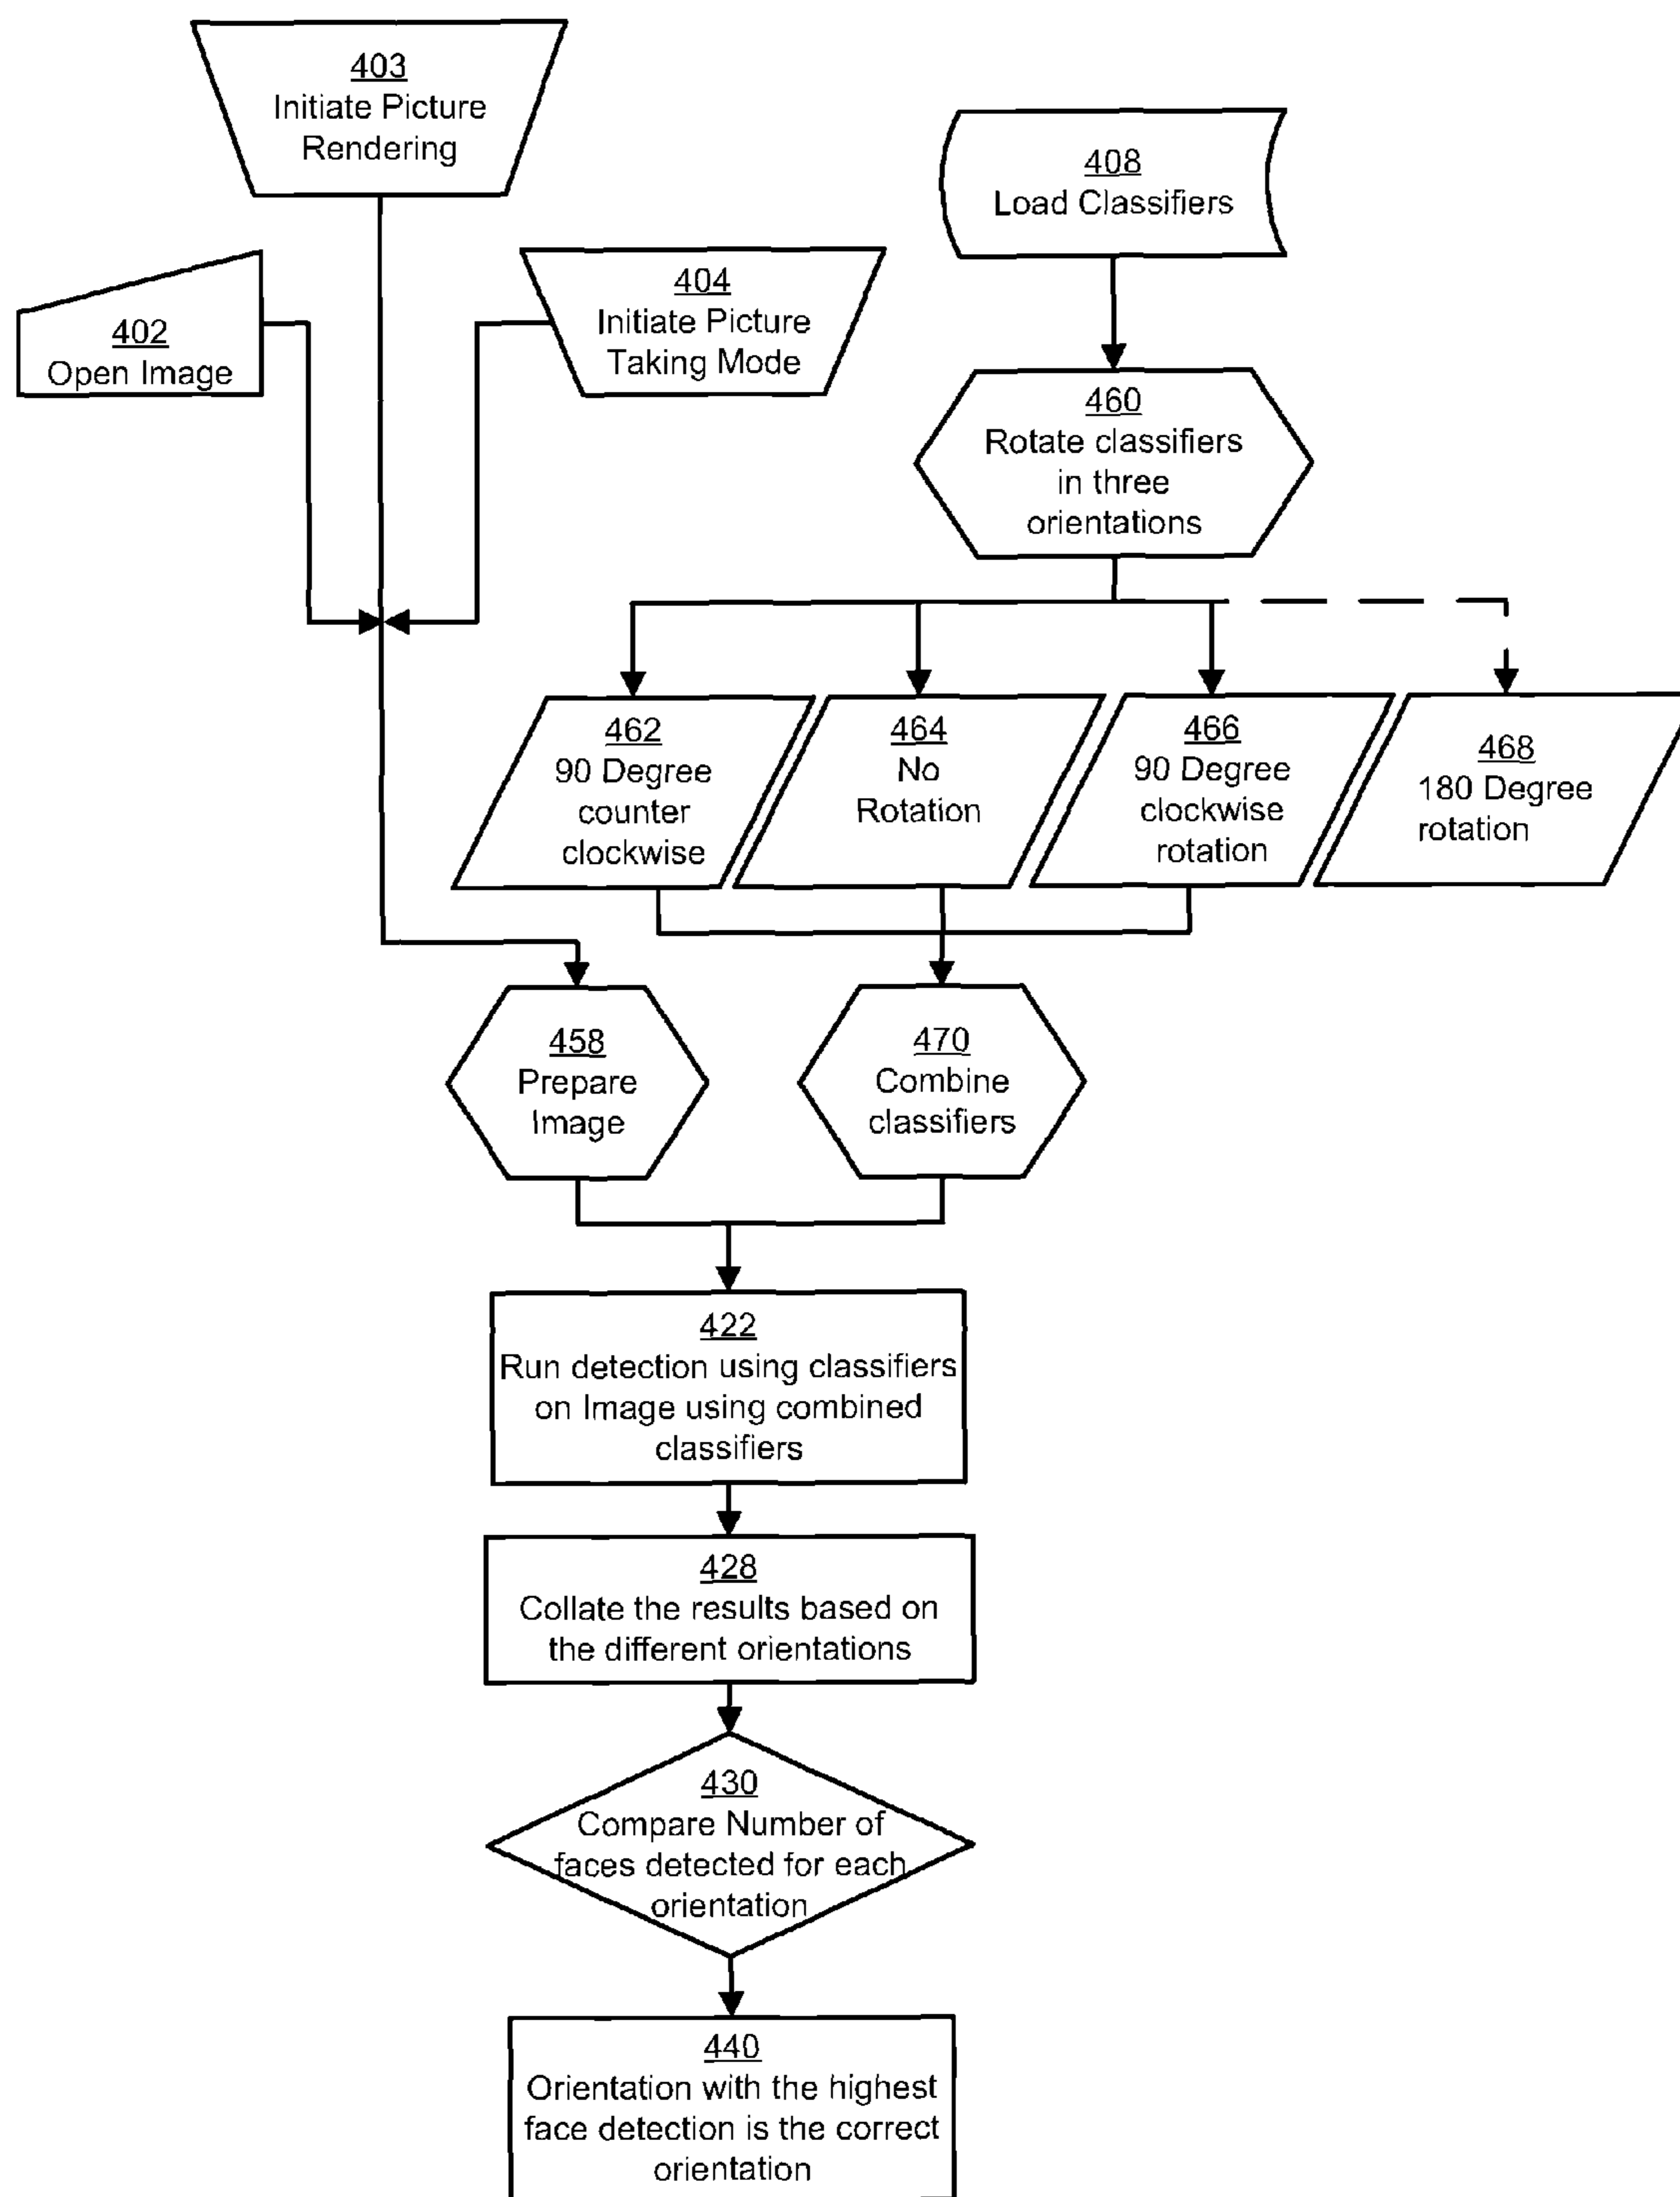 403
Initiate Picture
Rendering
408
Load Classifiers
404
Initiate Picture
Taking Mode
402
Open Image
460
Rotate classifiers
in three
orientations
462
90 Degree
counter
clockwise
464
No
Rotation
466
90 Degree
clockwise
rotation
468
180 Degree
rotation
458
Prepare
Image
470
Combine
classifiers
422
Run detection using classifiers
on Image using combined
classifiers
428
Collate the results based on
the different orientations
430
Compare Number of
faces detected for each
orientation
440
Orientation with the highest
face detection is the correct
orientation